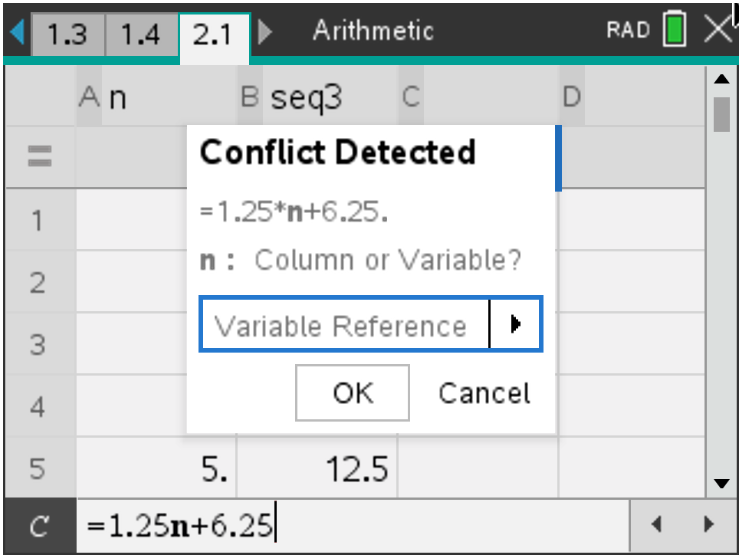 1.3 1.4 2.1 Arithmetic RAD
A n B seq3 C D
=
Conflict Detected
=1.25*n+6.25.
n : Column or Variable?
Variable Reference
OK Cancel
1
2
3
4
5 5. 12.5
C =1.25n+6.25